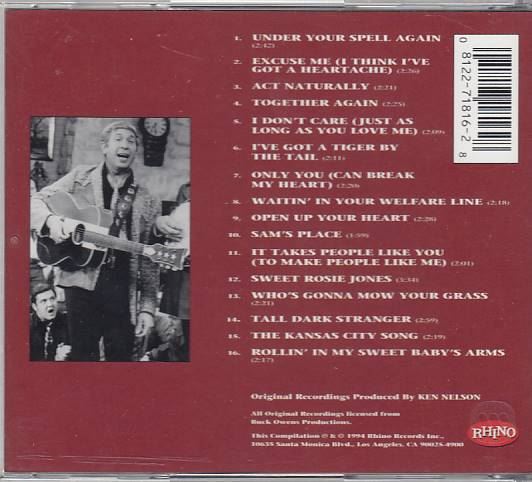 1. UNDER YOUR SPELL AGAIN
(2:42)
2. EXCUSE ME (I THINK I'VE
GOT A HEARTACHE) (2:26)
3. ACT NATURALLY (2:21)
4. TOGETHER AGAIN (2:25)
5. I DON'T CARE (JUST AS
LONG AS YOU LOVE ME) (2:09)
6. I'VE GOT A TIGER BY
THE TAIL (2:11)
7. ONLY YOU (CAN BREAK
MY HEART) (2:20)
8. WAITIN' IN YOUR WELFARE LINE (2:18)
9. OPEN UP YOUR HEART (2:28)
10. SAM'S PLACE (1:59)
11. IT TAKES PEOPLE LIKE YOU
(TO MAKE PEOPLE LIKE ME) (2:01)
12. SWEET ROSIE JONES (3:34)
13. WHO'S GONNA MOW YOUR GRASS
(2:21)
14. TALL DARK STRANGER (2:59)
15. THE KANSAS CITY SONG (2:19)
16. ROLLIN' IN MY SWEET BABY'S ARMS
(2:17)
0 8122-71816-2 8
Original Recordings Produced By KEN NELSON
All Original Recordings licensed from
Buck Owens Productions.
This Compilation ℗ & © 1994 Rhino Records Inc.,
10635 Santa Monica Blvd., Los Angeles, CA 90025-4900
RHINO